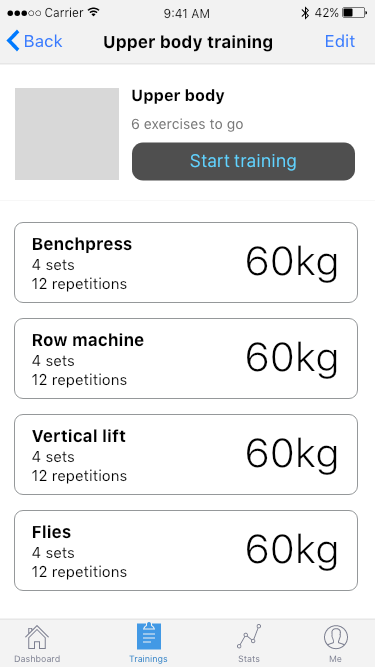 Carrier 9:41 AM 42%
Back Upper body training Edit
Upper body
6 exercises to go
Start training
Benchpress
4 sets
12 repetitions
60kg
Row machine
4 sets
12 repetitions
60kg
Vertical lift
4 sets
12 repetitions
60kg
Flies
4 sets
12 repetitions
60kg
Dashboard Trainings Stats Me